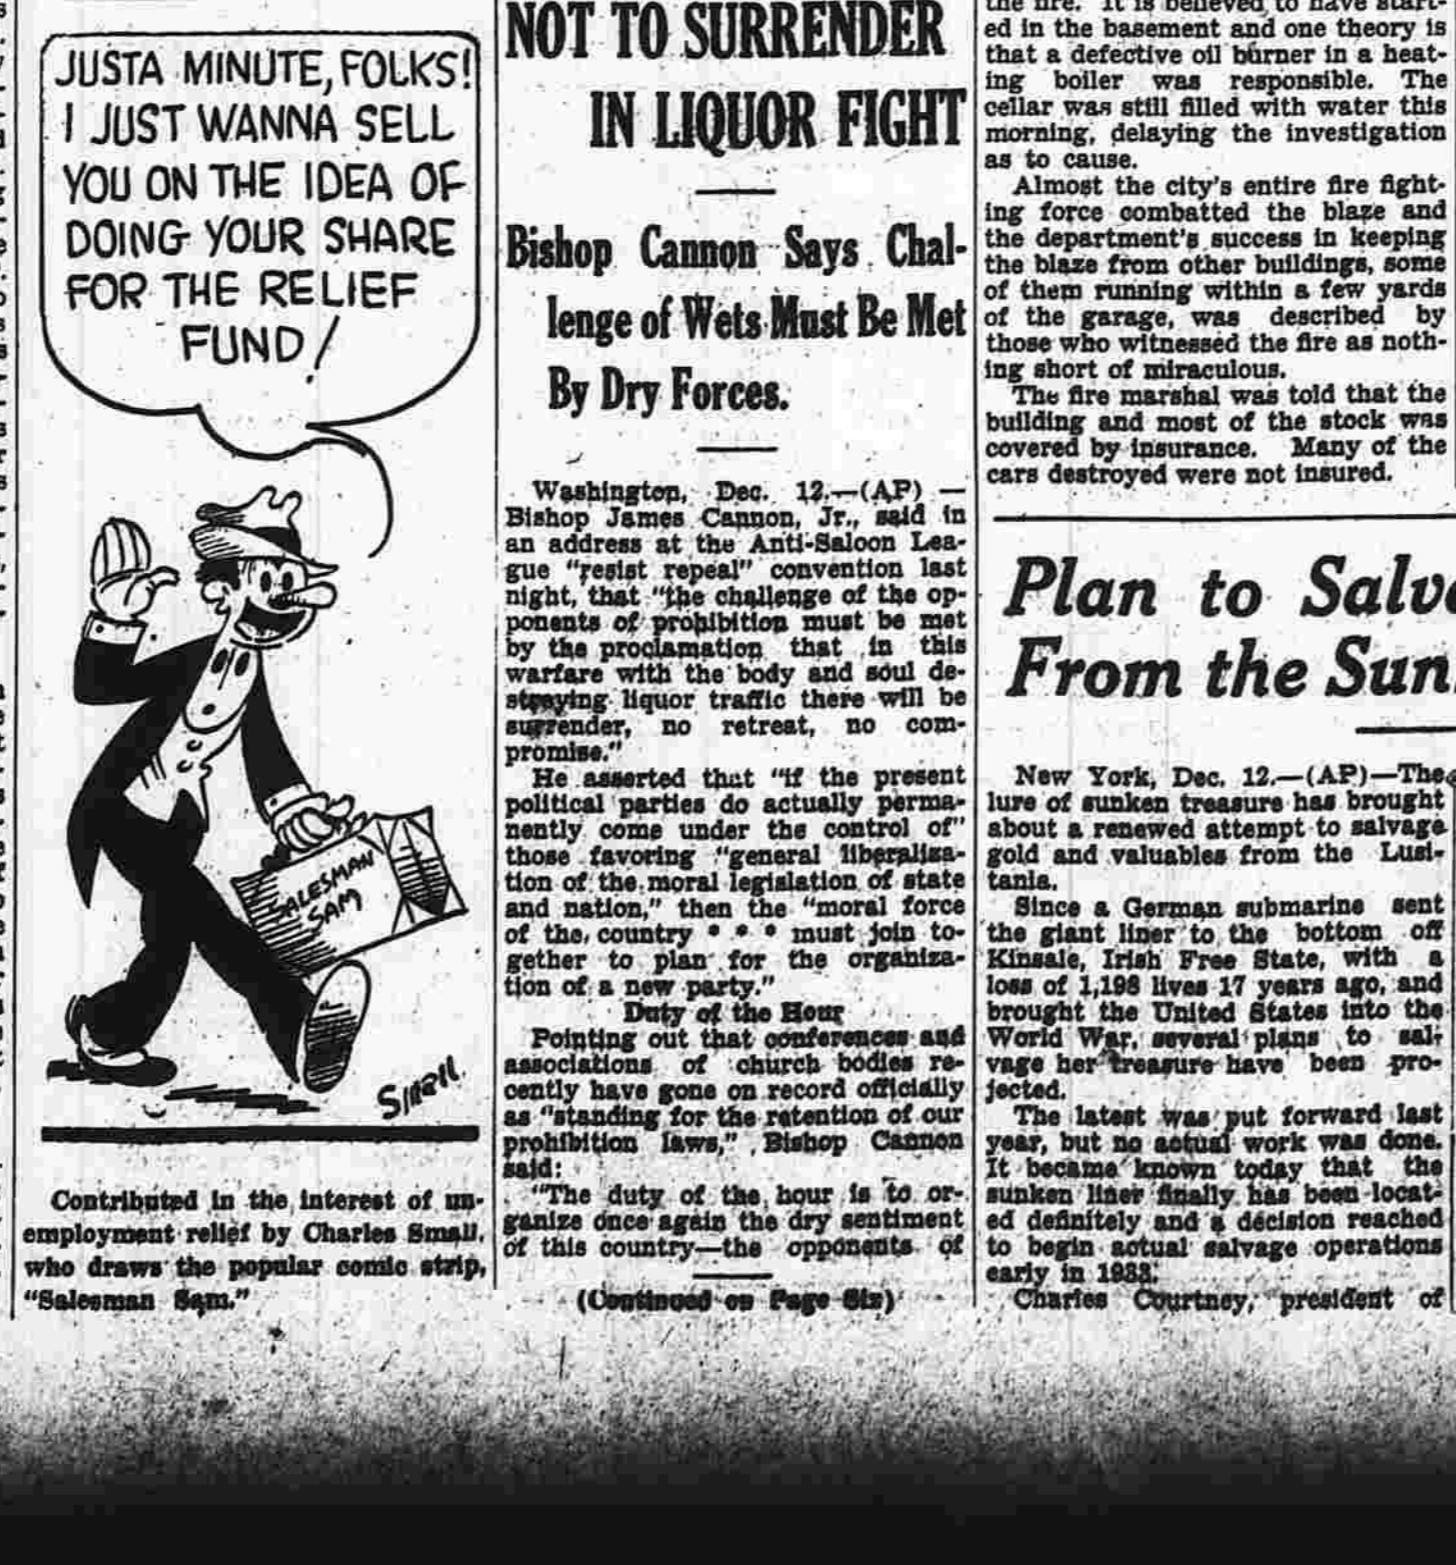 JUSTA MINUTE, FOLKS!
I JUST WANNA SELL
YOU ON THE IDEA OF
DOING YOUR SHARE
FOR THE RELIEF
FUND!
SALESMAN
SAM
Small
Contributed in the interest of un-
employment relief by Charles Small,
who draws the popular comic strip,
"Salesman Sam."
NOT TO SURRENDER
IN LIQUOR FIGHT
Bishop Cannon Says Chal-
lenge of Wets Must Be Met
By Dry Forces.
Washington, Dec. 12.—(AP) —
Bishop James Cannon, Jr., said in
an address at the Anti-Saloon Lea-
gue "resist repeal" convention last
night, that "the challenge of the op-
ponents of prohibition must be met
by the proclamation that in this
warfare with the body and soul de-
stroying liquor traffic there will be
surrender, no retreat, no com-
promise."
He asserted that "if the present
political parties do actually perma-
nently come under the control of"
those favoring "general liberaliza-
tion of the moral legislation of state
and nation," then the "moral force
of the country * * * must join to-
gether to plan for the organiza-
tion of a new party."
Duty of the Hour
Pointing out that conferences and
associations of church bodies re-
cently have gone on record officially
as "standing for the retention of our
prohibition laws," Bishop Cannon
said:
"The duty of the hour is to or-
ganize once again the dry sentiment
of this country—the opponents of
(Continued on Page Six)
the fire. It is believed to have start-
ed in the basement and one theory is
that a defective oil burner in a heat-
ing boiler was responsible. The
cellar was still filled with water this
morning, delaying the investigation
as to cause.
Almost the city's entire fire fight-
ing force combatted the blaze and
the department's success in keeping
the blaze from other buildings, some
of them running within a few yards
of the garage, was described by
those who witnessed the fire as noth-
ing short of miraculous.
The fire marshal was told that the
building and most of the stock was
covered by insurance. Many of the
cars destroyed were not insured.
Plan to Salv
From the Sun
New York, Dec. 12.—(AP)—The
lure of sunken treasure has brought
about a renewed attempt to salvage
gold and valuables from the Lusi-
tania.
Since a German submarine sent
the giant liner to the bottom off
Kinsale, Irish Free State, with a
loss of 1,198 lives 17 years ago, and
brought the United States into the
World War, several plans to sal-
vage her treasure have been pro-
jected.
The latest was put forward last
year, but no actual work was done.
It became known today that the
sunken liner finally has been locat-
ed definitely and a decision reached
to begin actual salvage operations
early in 1933.
Charles Courtney, president of